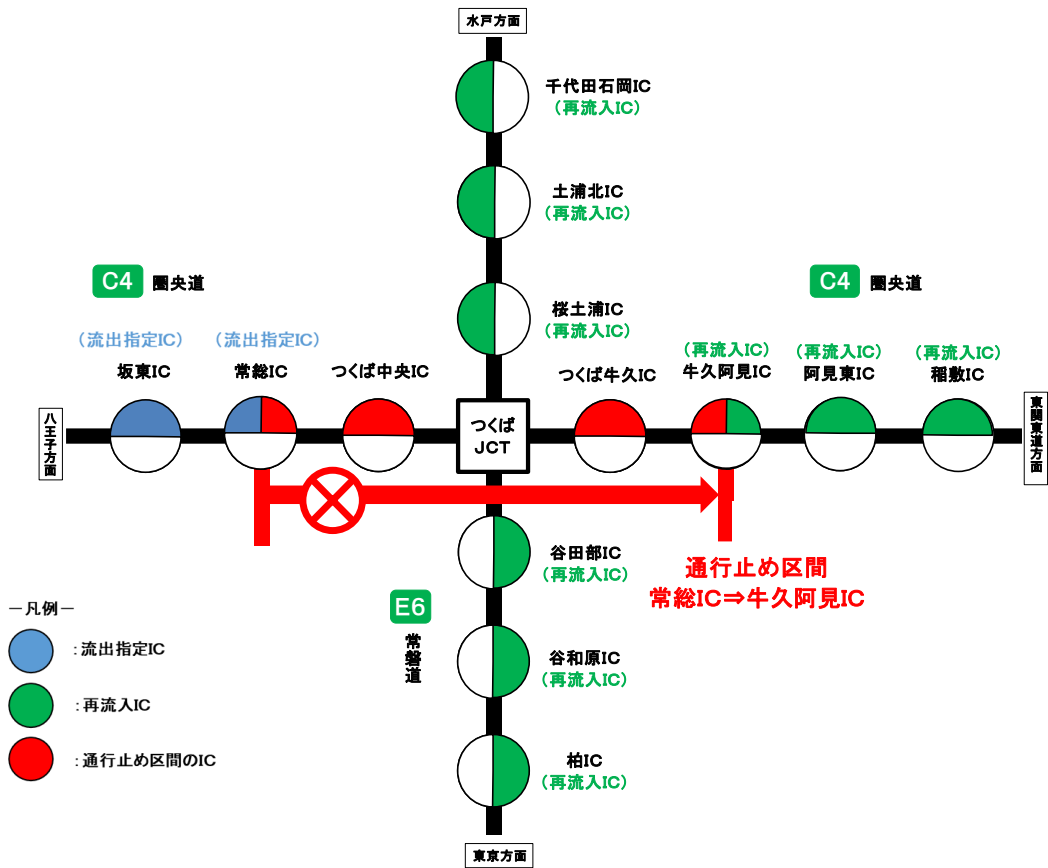 水戸方面
千代田石岡IC
（再流入IC）
土浦北IC
（再流入IC）
C4 圏央道
C4 圏央道
桜土浦IC
（再流入IC）
（流出指定IC）
坂東IC
（流出指定IC）
常総IC
つくば中央IC
つくば牛久IC
（再流入IC）
牛久阿見IC
（再流入IC）
阿見東IC
（再流入IC）
稲敷IC
八王子方面
つくば
JCT
東関東道方面
谷田部IC
（再流入IC）
通行止め区間
常総IC⇒牛久阿見IC
E6
常磐道
谷和原IC
（再流入IC）
柏IC
（再流入IC）
東京方面
－凡例－
：流出指定IC
：再流入IC
：通行止め区間のIC